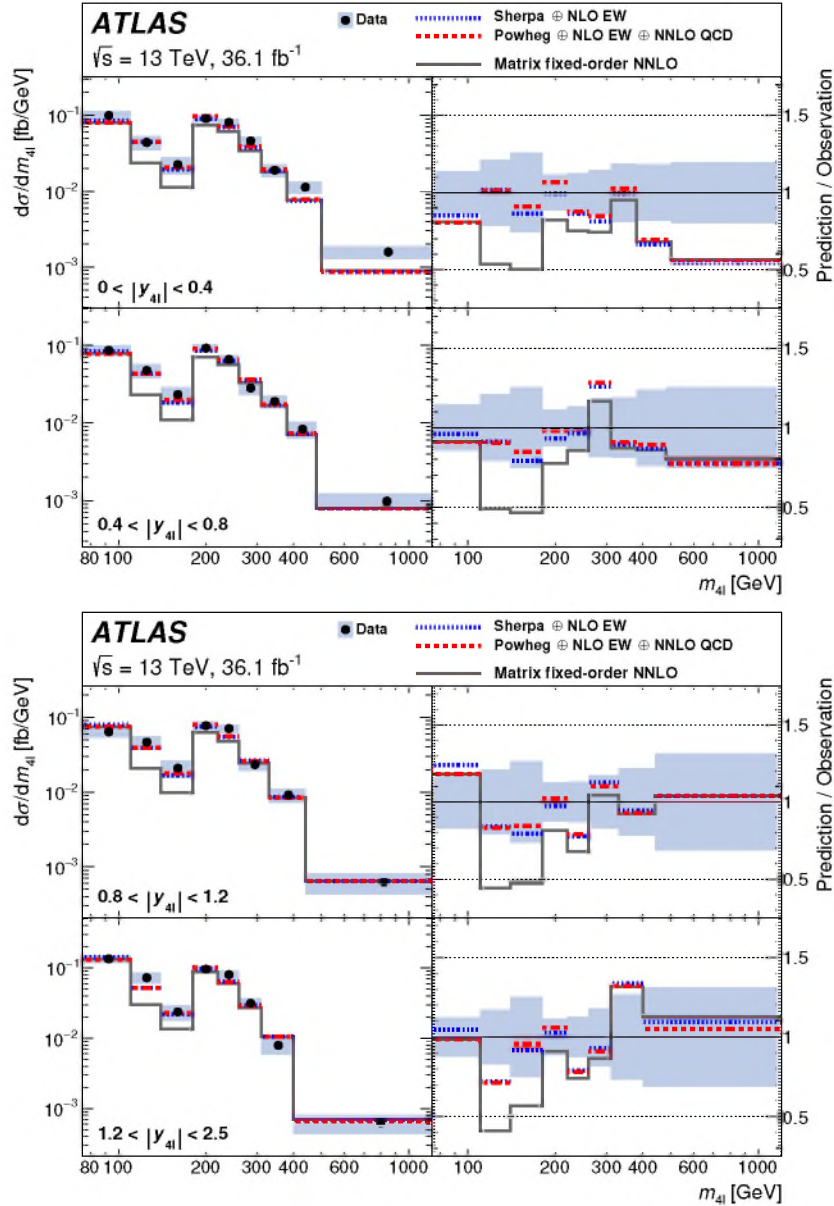 ATLAS
√s = 13 TeV, 36.1 fb⁻¹
Data
Sherpa ⊕ NLO EW
Powheg ⊕ NLO EW ⊕ NNLO QCD
Matrix fixed-order NNLO
dσ/dm₄ₗ [fb/GeV]
10⁻¹
10⁻²
10⁻³
0 < |y₄ₗ| < 0.4
1.5
1
0.5
Prediction / Observation
10⁻¹
10⁻²
10⁻³
0.4 < |y₄ₗ| < 0.8
1.5
1
0.5
80 100 200 300 400 1000
100 200 300 400 1000
m₄ₗ [GeV]
ATLAS
√s = 13 TeV, 36.1 fb⁻¹
Data
Sherpa ⊕ NLO EW
Powheg ⊕ NLO EW ⊕ NNLO QCD
Matrix fixed-order NNLO
dσ/dm₄ₗ [fb/GeV]
10⁻¹
10⁻²
10⁻³
0.8 < |y₄ₗ| < 1.2
1.5
1
0.5
Prediction / Observation
10⁻¹
10⁻²
10⁻³
1.2 < |y₄ₗ| < 2.5
1.5
1
0.5
80 100 200 300 400 1000
100 200 300 400 1000
m₄ₗ [GeV]